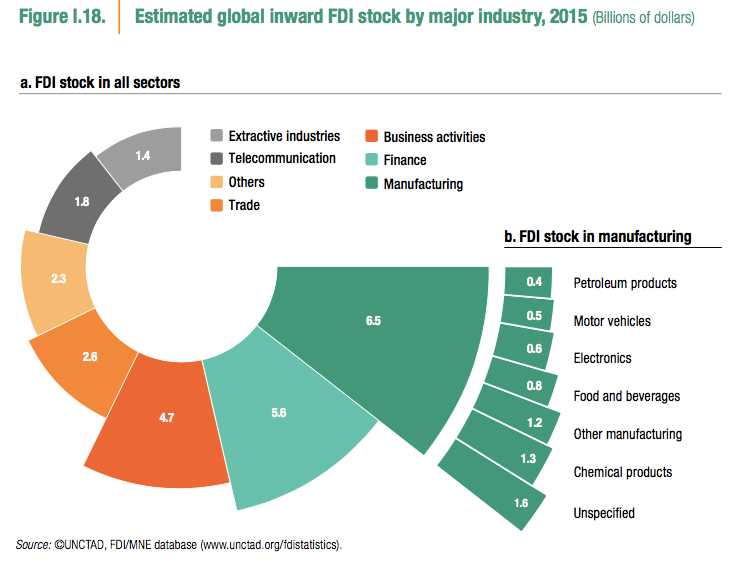 Figure I.18. Estimated global inward FDI stock by major industry, 2015 (Billions of dollars)
a. FDI stock in all sectors
Extractive industries
Telecommunication
Others
Trade
Business activities
Finance
Manufacturing
1.4
1.8
2.3
2.6
4.7
5.6
6.5
b. FDI stock in manufacturing
0.4 Petroleum products
0.5 Motor vehicles
0.6 Electronics
0.8 Food and beverages
1.2 Other manufacturing
1.3 Chemical products
1.6 Unspecified
Source: ©UNCTAD, FDI/MNE database (www.unctad.org/fdistatistics).